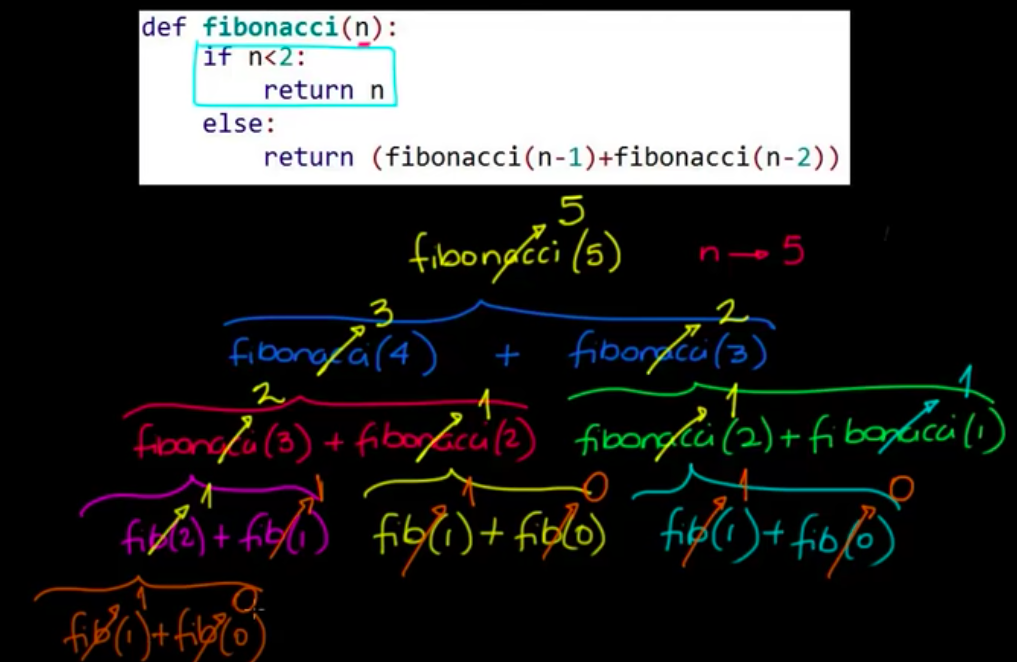 def fibonacci(n):
if n<2:
return n
else:
return (fibonacci(n-1)+fibonacci(n-2))
5
fibonacci(5) n → 5
3 2
fibonacci(4) + fibonacci(3)
2 1 1 1
fibonacci(3) + fibonacci(2) fibonacci(2) + fibonacci(1)
1 1 1 0 1 0
fib(2) + fib(1) fib(1) + fib(0) fib(1) + fib(0)
1 0
fib(1) + fib(0)